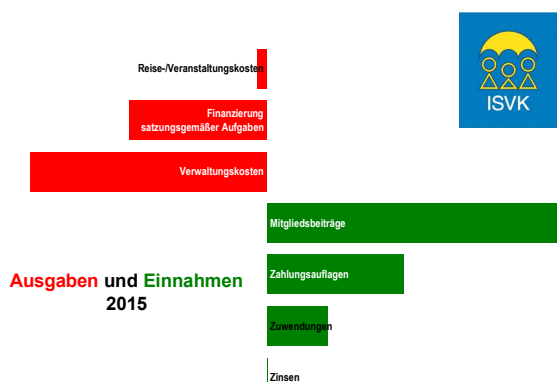 Reise-/Veranstaltungskosten
ISVK
Finanzierung
satzungsgemäßer Aufgaben
Verwaltungskosten
Mitgliedsbeiträge
Zahlungsauflagen
Ausgaben und Einnahmen
2015
Zuwendungen
Zinsen